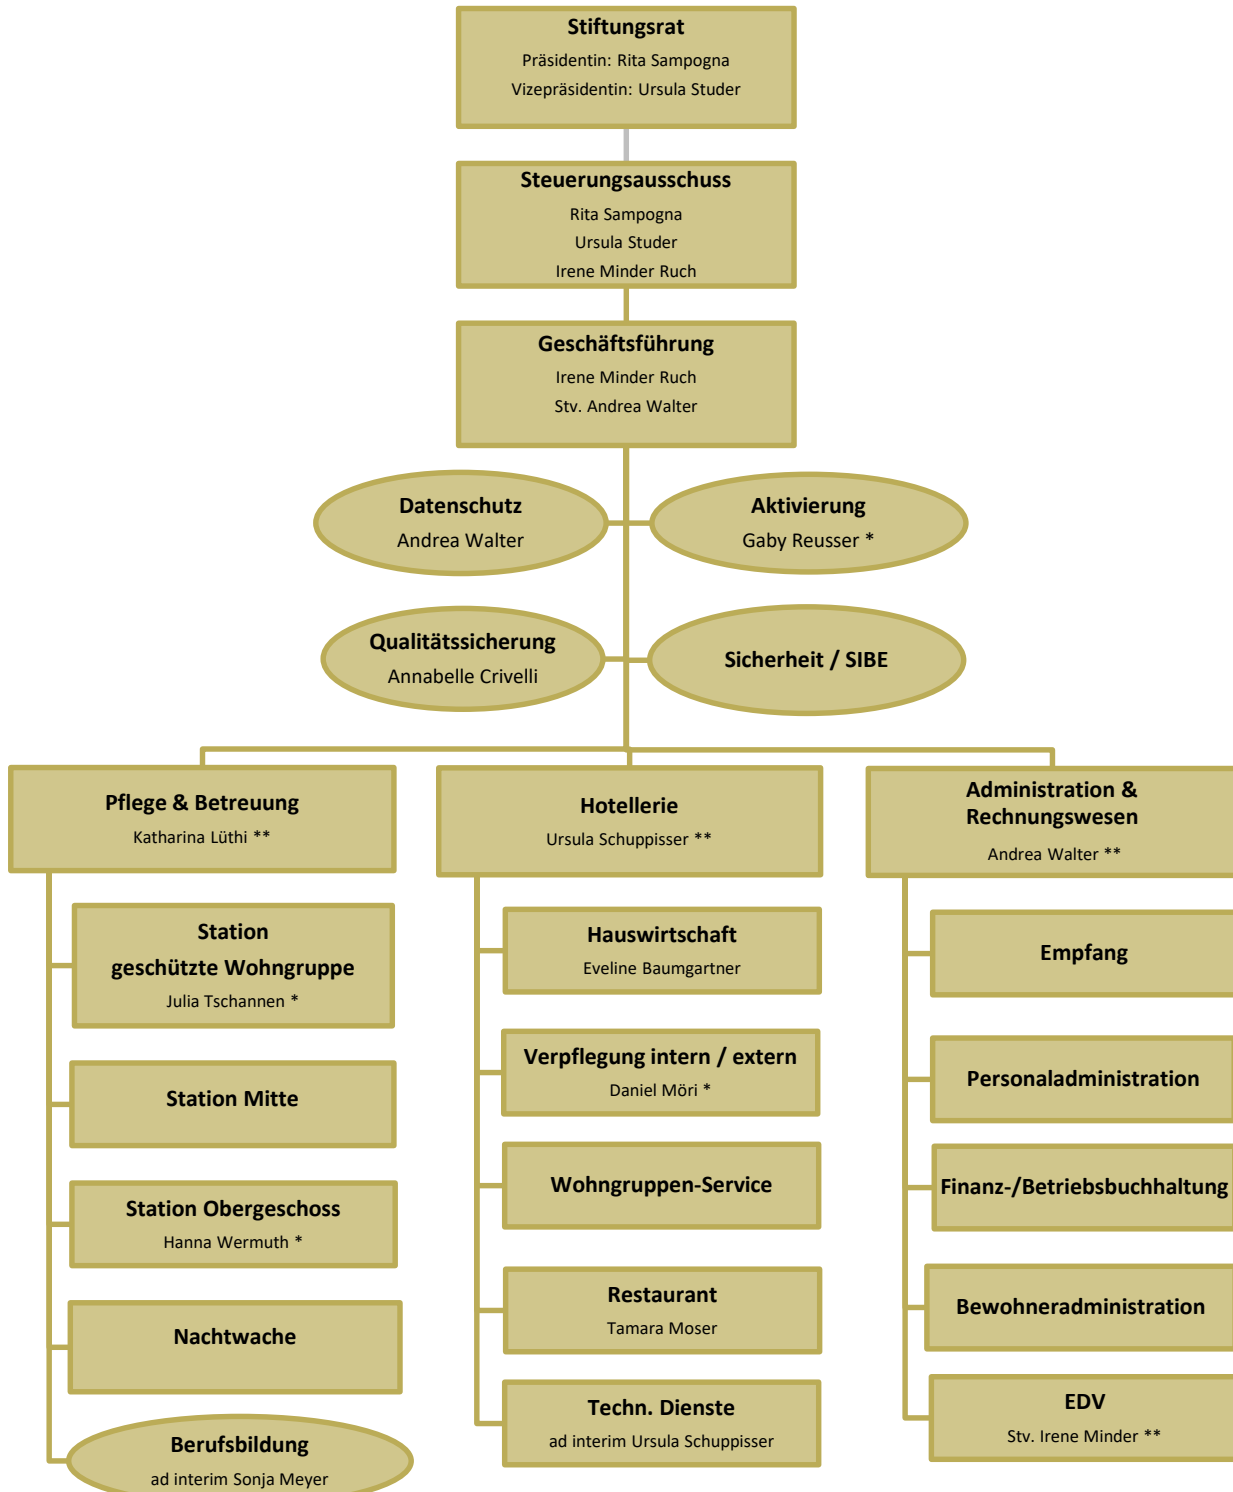 Stiftungsrat
Präsidentin: Rita Sampogna
Vizepräsidentin: Ursula Studer
Steuerungsausschuss
Rita Sampogna
Ursula Studer
Irene Minder Ruch
Geschäftsführung
Irene Minder Ruch
Stv. Andrea Walter
Datenschutz
Andrea Walter
Aktivierung
Gaby Reusser *
Qualitätssicherung
Annabelle Crivelli
Sicherheit / SIBE
Pflege & Betreuung
Katharina Lüthi **
Station
geschützte Wohngruppe
Julia Tschannen *
Station Mitte
Station Obergeschoss
Hanna Wermuth *
Nachtwache
Berufsbildung
ad interim Sonja Meyer
Hotellerie
Ursula Schuppisser **
Hauswirtschaft
Eveline Baumgartner
Verpflegung intern / extern
Daniel Möri *
Wohngruppen-Service
Restaurant
Tamara Moser
Techn. Dienste
ad interim Ursula Schuppisser
Administration &
Rechnungswesen
Andrea Walter **
Empfang
Personaladministration
Finanz-/Betriebsbuchhaltung
Bewohneradministration
EDV
Stv. Irene Minder **